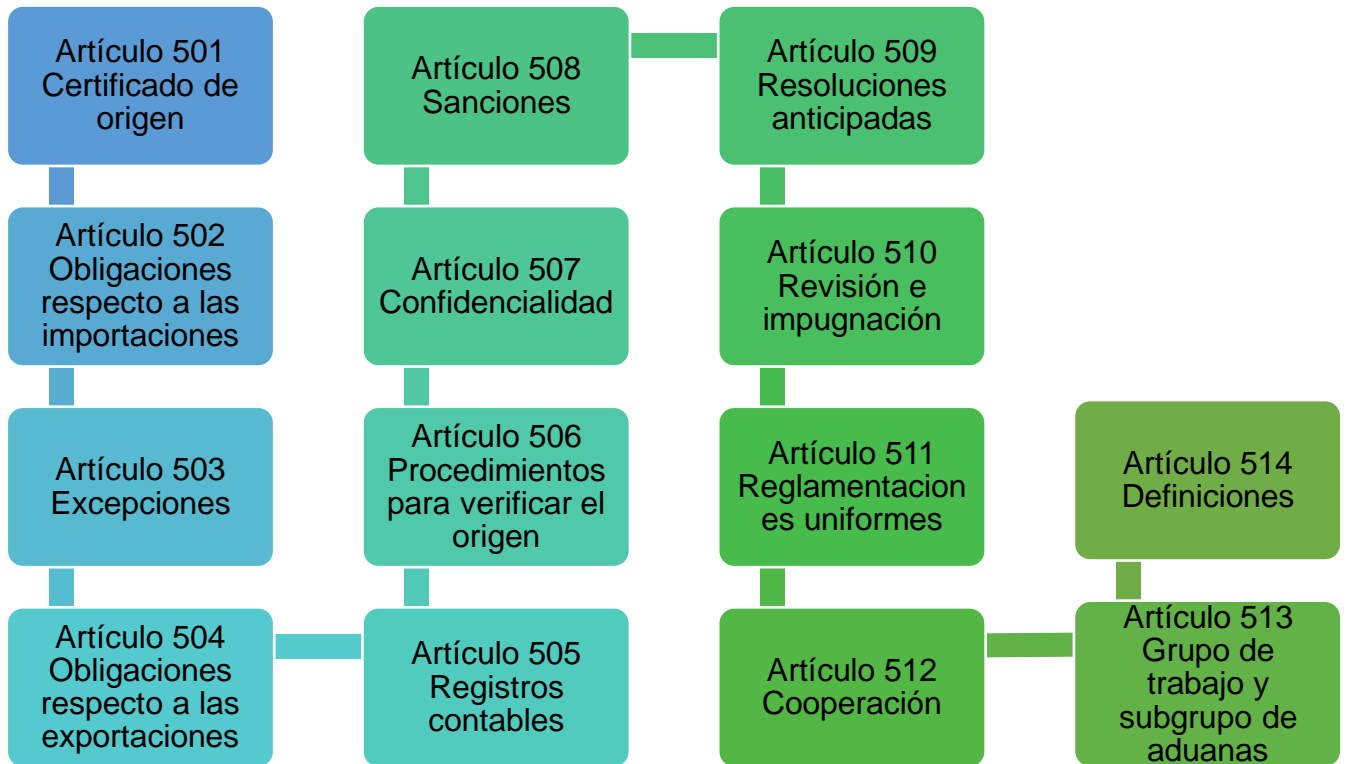 Artículo 501
Certificado de
origen
Artículo 502
Obligaciones
respecto a las
importaciones
Artículo 503
Excepciones
Artículo 504
Obligaciones
respecto a las
exportaciones
Artículo 505
Registros
contables
Artículo 506
Procedimientos
para verificar el
origen
Artículo 507
Confidencialidad
Artículo 508
Sanciones
Artículo 509
Resoluciones
anticipadas
Artículo 510
Revisión e
impugnación
Artículo 511
Reglamentacion
es uniformes
Artículo 512
Cooperación
Artículo 513
Grupo de
trabajo y
subgrupo de
aduanas
Artículo 514
Definiciones